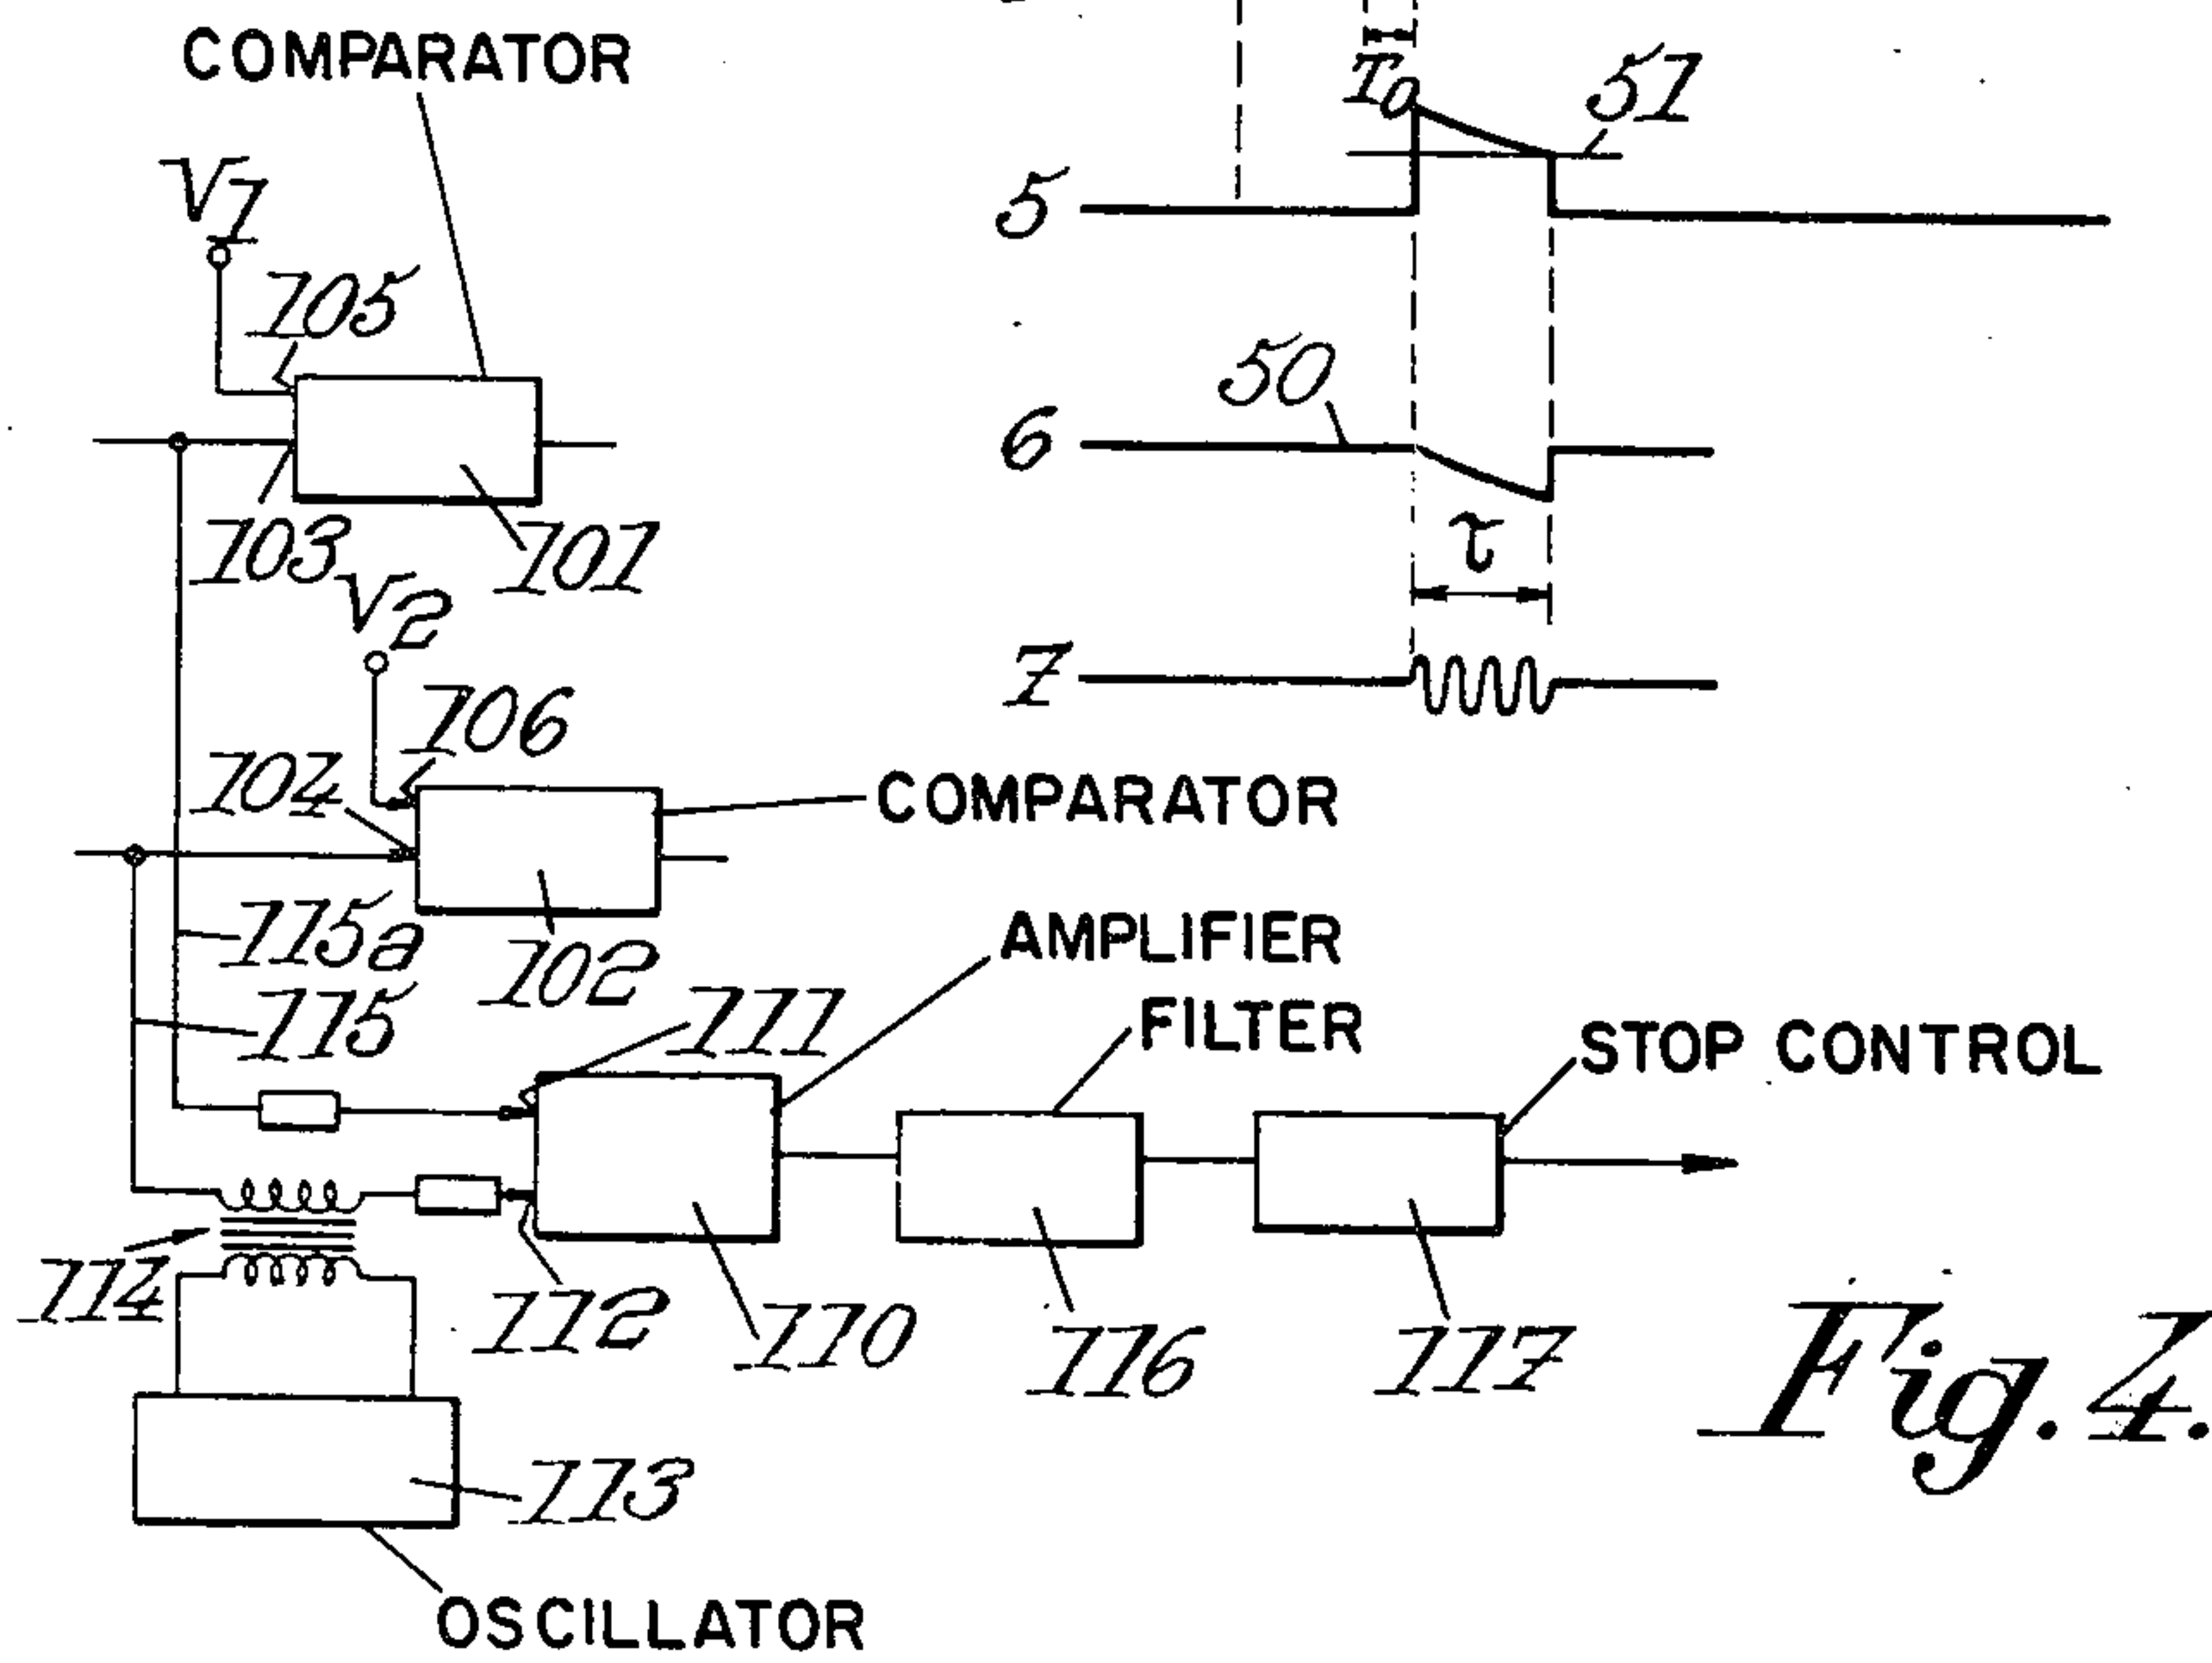 COMPARATOR
V1
105
103
101
T0
51
5
50
6
τ
7
V2
106
104
COMPARATOR
102
115a
115
111
AMPLIFIER
FILTER
STOP CONTROL
114
112
110
116
117
113
OSCILLATOR
Fig. 4.